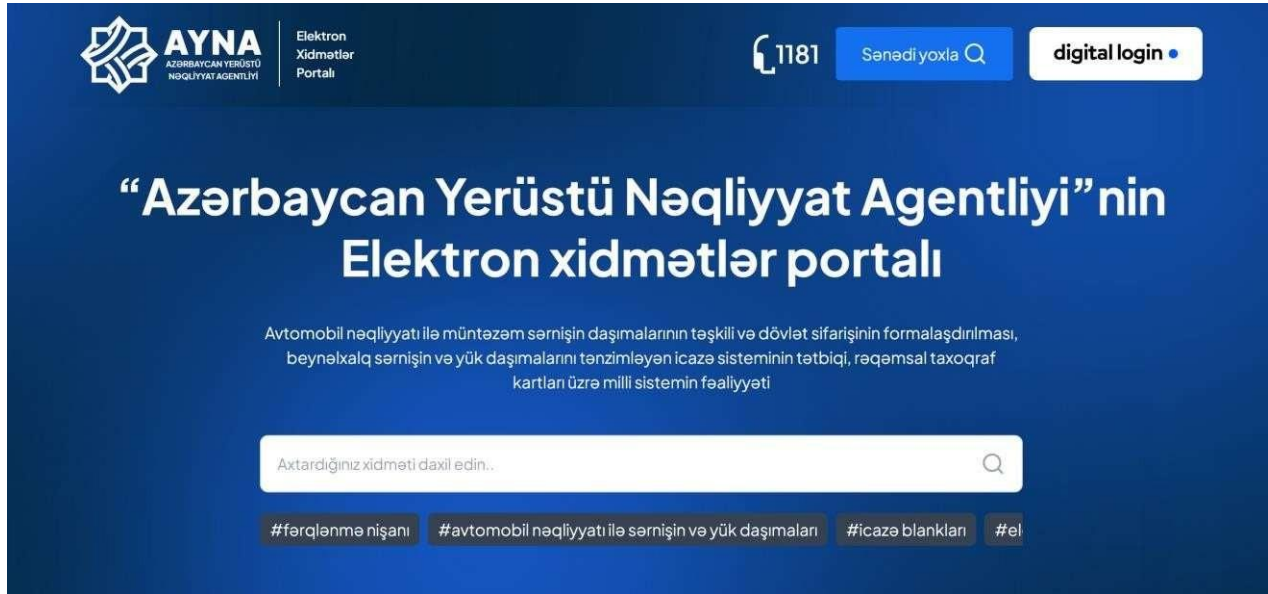 AYNA
AZƏRBAYCAN YERÜSTÜ
NƏQLİYYAT AGENTLİYİ
Elektron
Xidmətlər
Portalı
1181
Sənədi yoxla
digital login
“Azərbaycan Yerüstü Nəqliyyat Agentliyi”nin
Elektron xidmətlər portalı
Avtomobil nəqliyyatı ilə müntəzəm sərnişin daşımalarının təşkili və dövlət sifarişinin formalaşdırılması,
beynəlxalq sərnişin və yük daşımalarını tənzimləyən icazə sisteminin tətbiqi, rəqəmsal taxoqraf
kartları üzrə milli sistemin fəaliyyəti
Axtardığınız xidməti daxil edin..
#fərqlənmə nişanı #avtomobil nəqliyyatı ilə sərnişin və yük daşımaları #icazə blankları #el